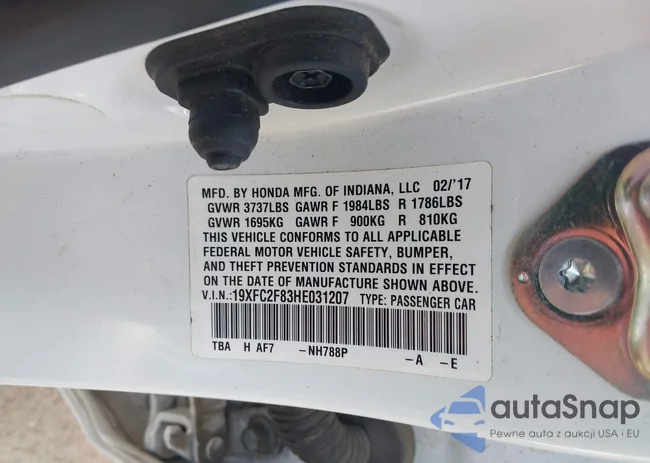 MFD. BY HONDA MFG. OF INDIANA, LLC 02/'17
GVWR 3737LBS GAWR F 1984LBS R 1786LBS
GVWR 1695KG GAWR F 900KG R 810KG
THIS VEHICLE CONFORMS TO ALL APPLICABLE
FEDERAL MOTOR VEHICLE SAFETY, BUMPER,
AND THEFT PREVENTION STANDARDS IN EFFECT
ON THE DATE OF MANUFACTURE SHOWN ABOVE.
V.I.N.:19XFC2F83HE031207 TYPE: PASSENGER CAR
TBA H AF7 -NH788P -A -E
autaSnap
Pewne auta z aukcji USA i EU